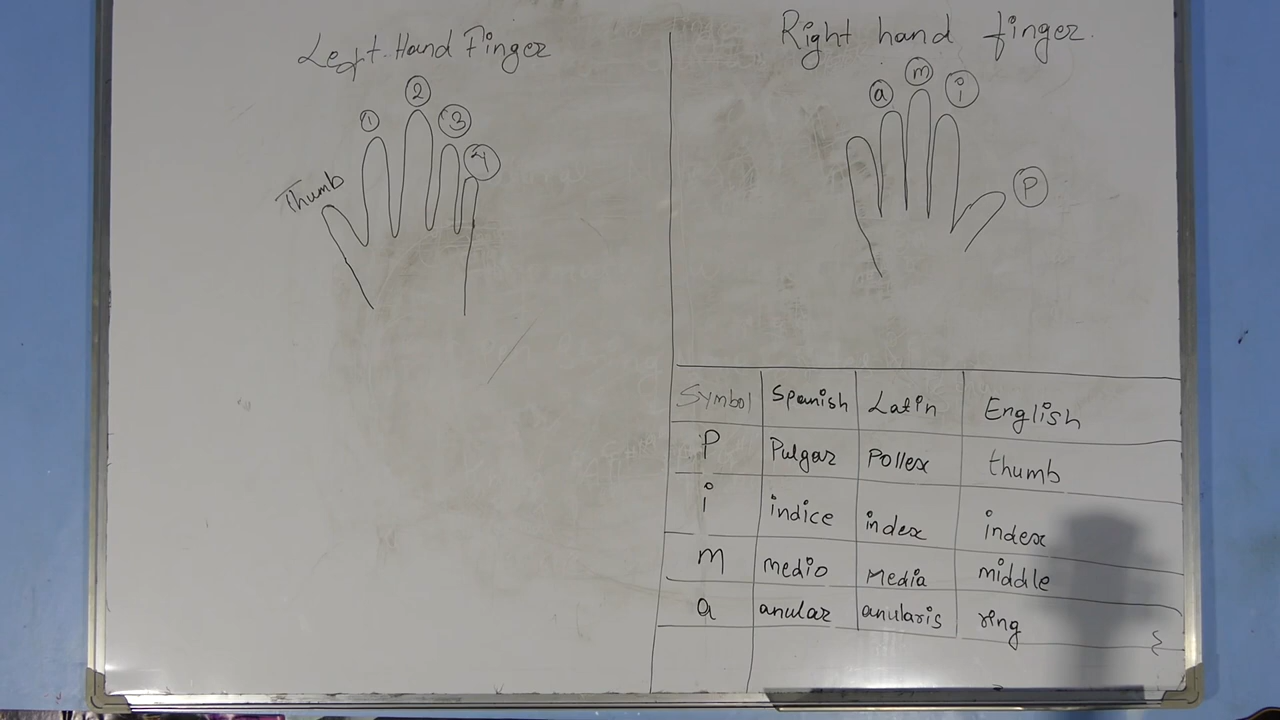 Left Hand Finger
Thumb
1
2
3
4
Right hand finger.
a
m
i
P
Symbol Spanish Latin English
P Pulgar Pollex thumb
i indice index index
m medio Media middle
a anular anularis ring